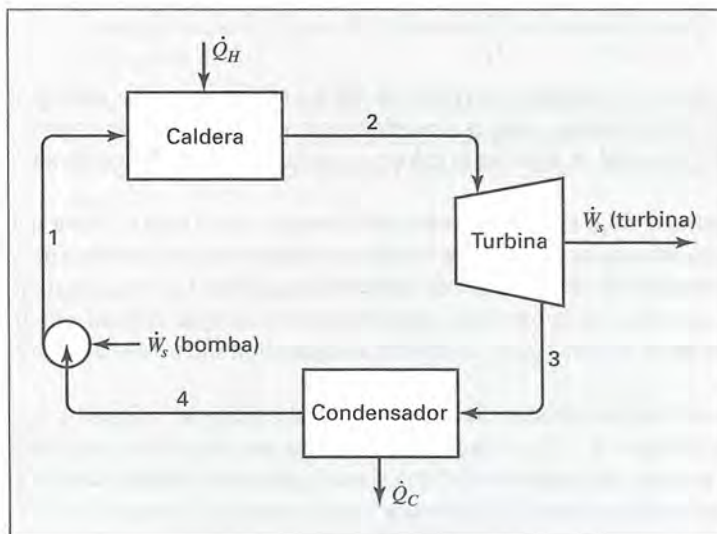 Q̇_H
Caldera
2
Turbina
Ẇ_s (turbina)
1
Ẇ_s (bomba)
3
4
Condensador
Q̇_C